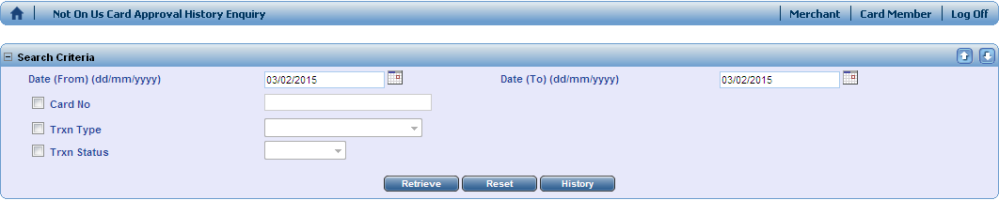 Not On Us Card Approval History Enquiry Merchant Card Member Log Off
Search Criteria
Date (From) (dd/mm/yyyy) 03/02/2015 Date (To) (dd/mm/yyyy) 03/02/2015
Card No
Trxn Type
Trxn Status
Retrieve Reset History